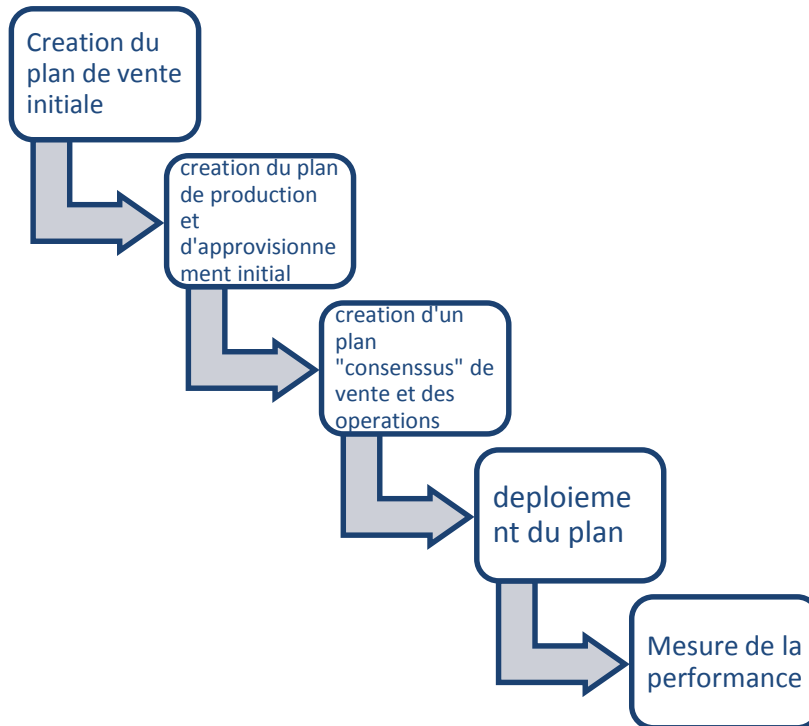 Creation du
plan de vente
initiale
creation du plan
de production
et
d'approvisionne
ment initial
creation d'un
plan
"consenssus" de
vente et des
operations
deploieme
nt du plan
Mesure de la
performance